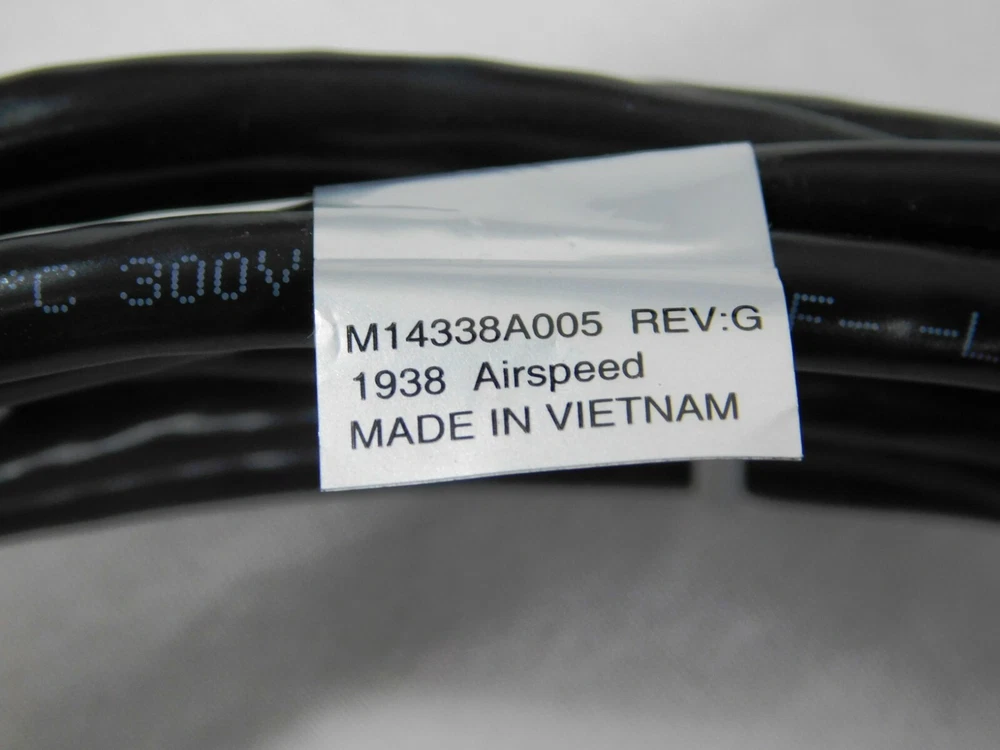 °C 300V
M14338A005 REV:G
1938 Airspeed
MADE IN VIETNAM